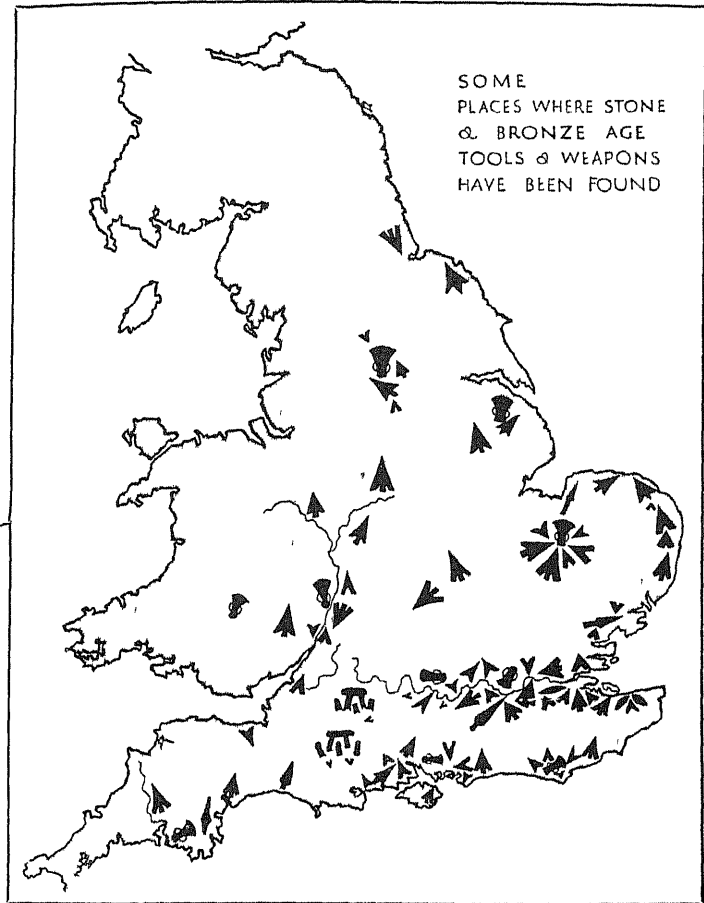 SOME
PLACES WHERE STONE
& BRONZE AGE
TOOLS & WEAPONS
HAVE BEEN FOUND